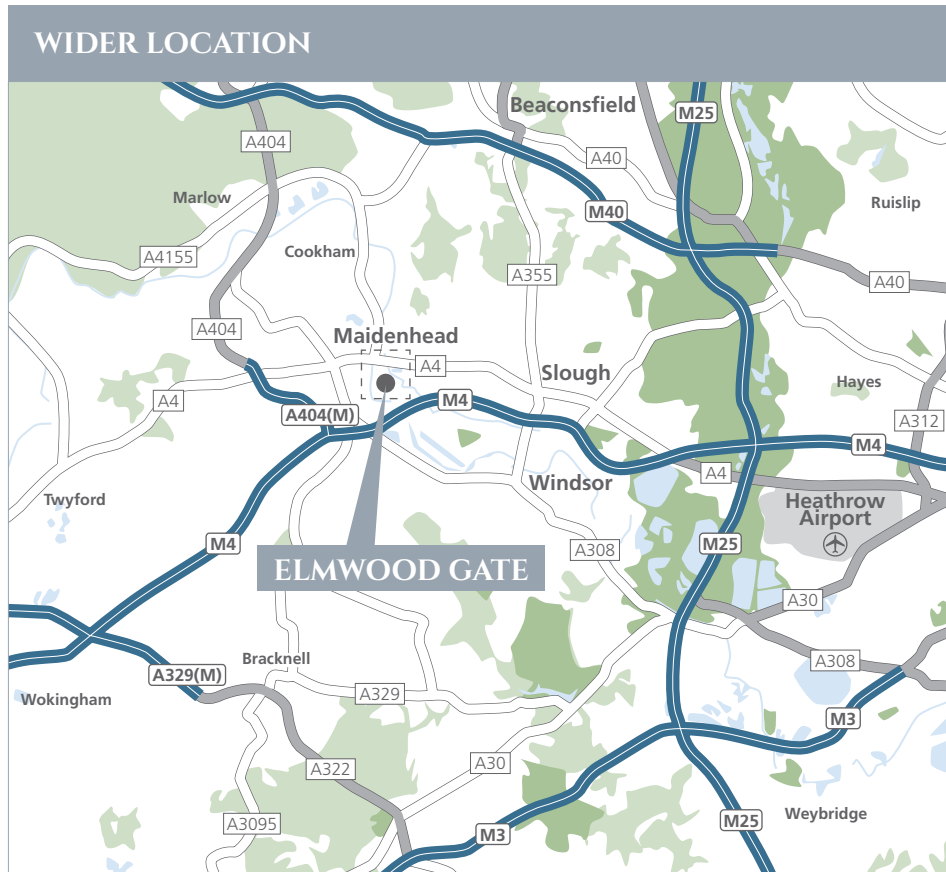 WIDER LOCATION
Beaconsfield
M25
A404
A40
Marlow
Ruislip
M40
Cookham
A4155
A355
A40
A404
Maidenhead
A4
Slough
Hayes
A4
M4
A404(M)
A312
M4
A4
Windsor
Twyford
Heathrow
Airport
M4
M25
A308
ELMWOOD GATE
A30
Bracknell
A308
A329(M)
A329
Wokingham
M3
A30
A322
Weybridge
A3095
M25
M3